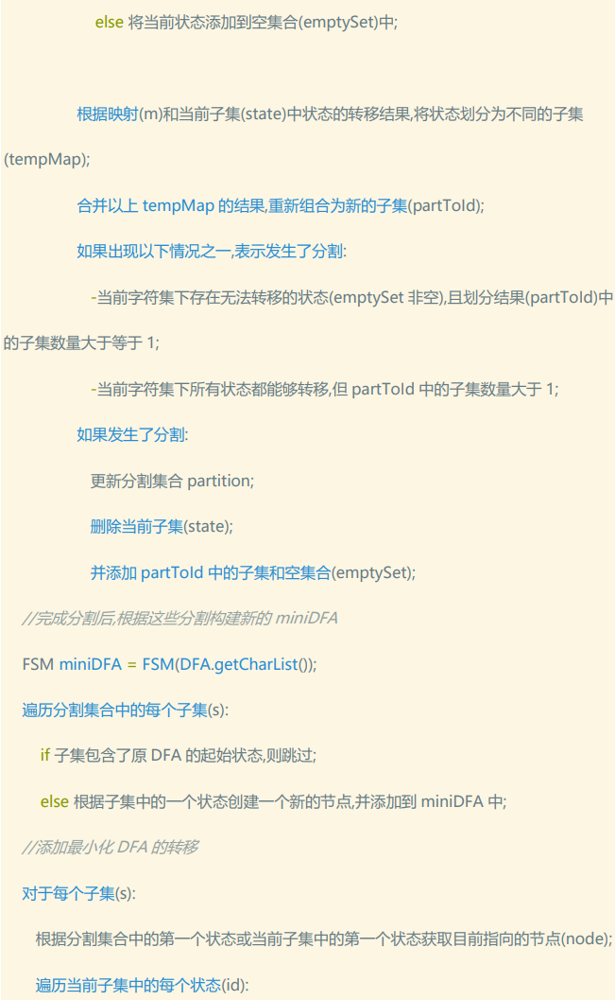 else 将当前状态添加到空集合(emptySet)中;
根据映射(m)和当前子集(state)中状态的转移结果,将状态划分为不同的子集
(tempMap);
合并以上 tempMap 的结果,重新组合为新的子集(partToId);
如果出现以下情况之一,表示发生了分割:
-当前字符集下存在无法转移的状态(emptySet 非空),且划分结果(partToId)中
的子集数量大于等于 1;
-当前字符集下所有状态都能够转移,但 partToId 中的子集数量大于 1;
如果发生了分割:
更新分割集合 partition;
删除当前子集(state);
并添加 partToId 中的子集和空集合(emptySet);
//完成分割后,根据这些分割构建新的 miniDFA
FSM miniDFA = FSM(DFA.getCharList());
遍历分割集合中的每个子集(s):
if 子集包含了原 DFA 的起始状态,则跳过;
else 根据子集中的一个状态创建一个新的节点,并添加到 miniDFA 中;
//添加最小化 DFA 的转移
对于每个子集(s):
根据分割集合中的第一个状态或当前子集中的第一个状态获取目前指向的节点(node);
遍历当前子集中的每个状态(id):